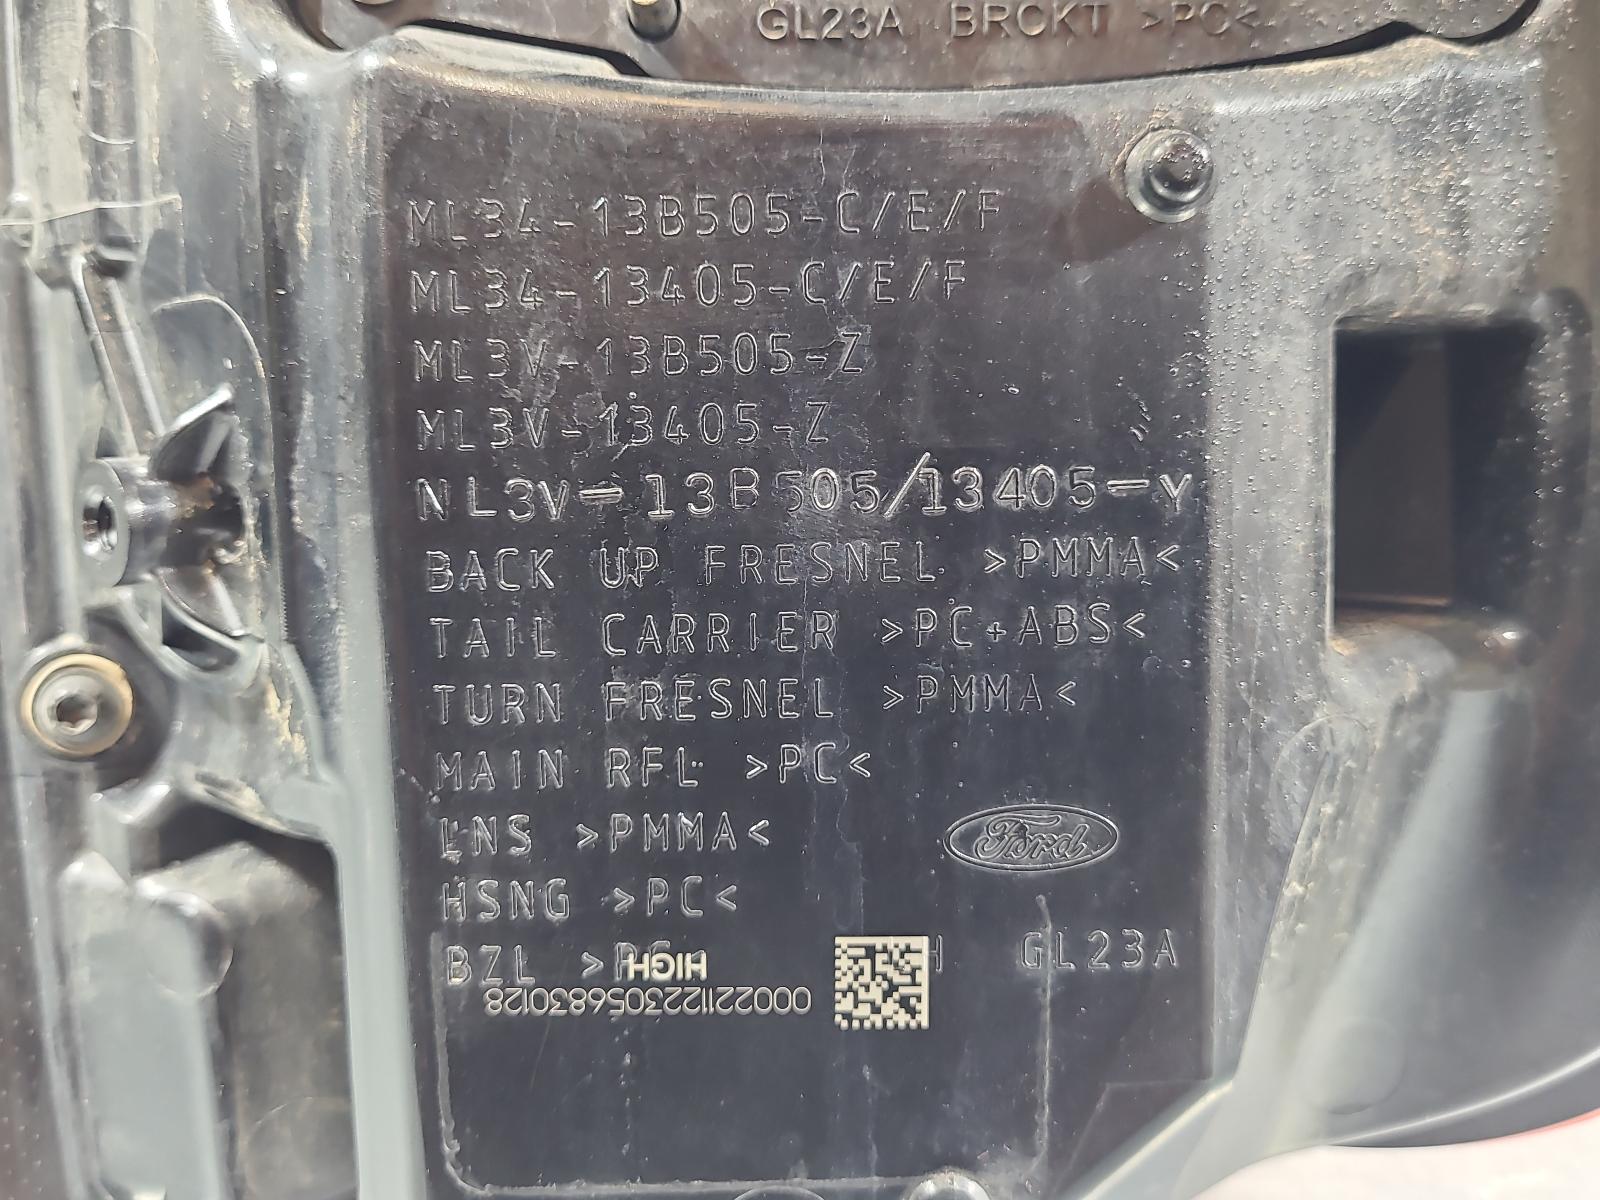 GL23A BRCKT >PC<
ML34-13B505-C/E/F
ML34-13405-C/E/F
ML3V-13B505-Z
ML3V-13405-Z
NL3V-13B505/13405-Y
BACK UP FRESNEL >PMMA<
TAIL CARRIER >PC+ABS<
TURN FRESNEL >PMMA<
MAIN RFL >PC<
LNS >PMMA<
Ford
HSNG >PC<
BZL GL23A
HIGH
0002211223056830128